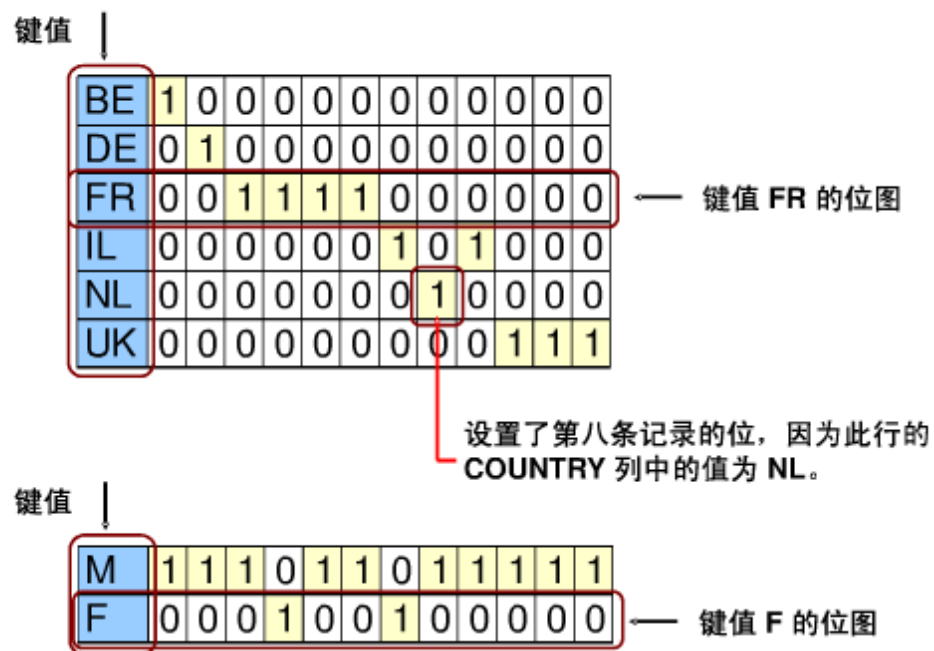 键值
BE 1 0 0 0 0 0 0 0 0 0 0 0
DE 0 1 0 0 0 0 0 0 0 0 0 0
FR 0 0 1 1 1 1 0 0 0 0 0 0
键值 FR 的位图
IL 0 0 0 0 0 0 1 0 1 0 0 0
NL 0 0 0 0 0 0 0 1 0 0 0 0
UK 0 0 0 0 0 0 0 0 0 1 1 1
设置了第八条记录的位，因为此行的
COUNTRY 列中的值为 NL。
键值
M 1 1 1 0 1 1 0 1 1 1 1 1
F 0 0 0 1 0 0 1 0 0 0 0 0
键值 F 的位图